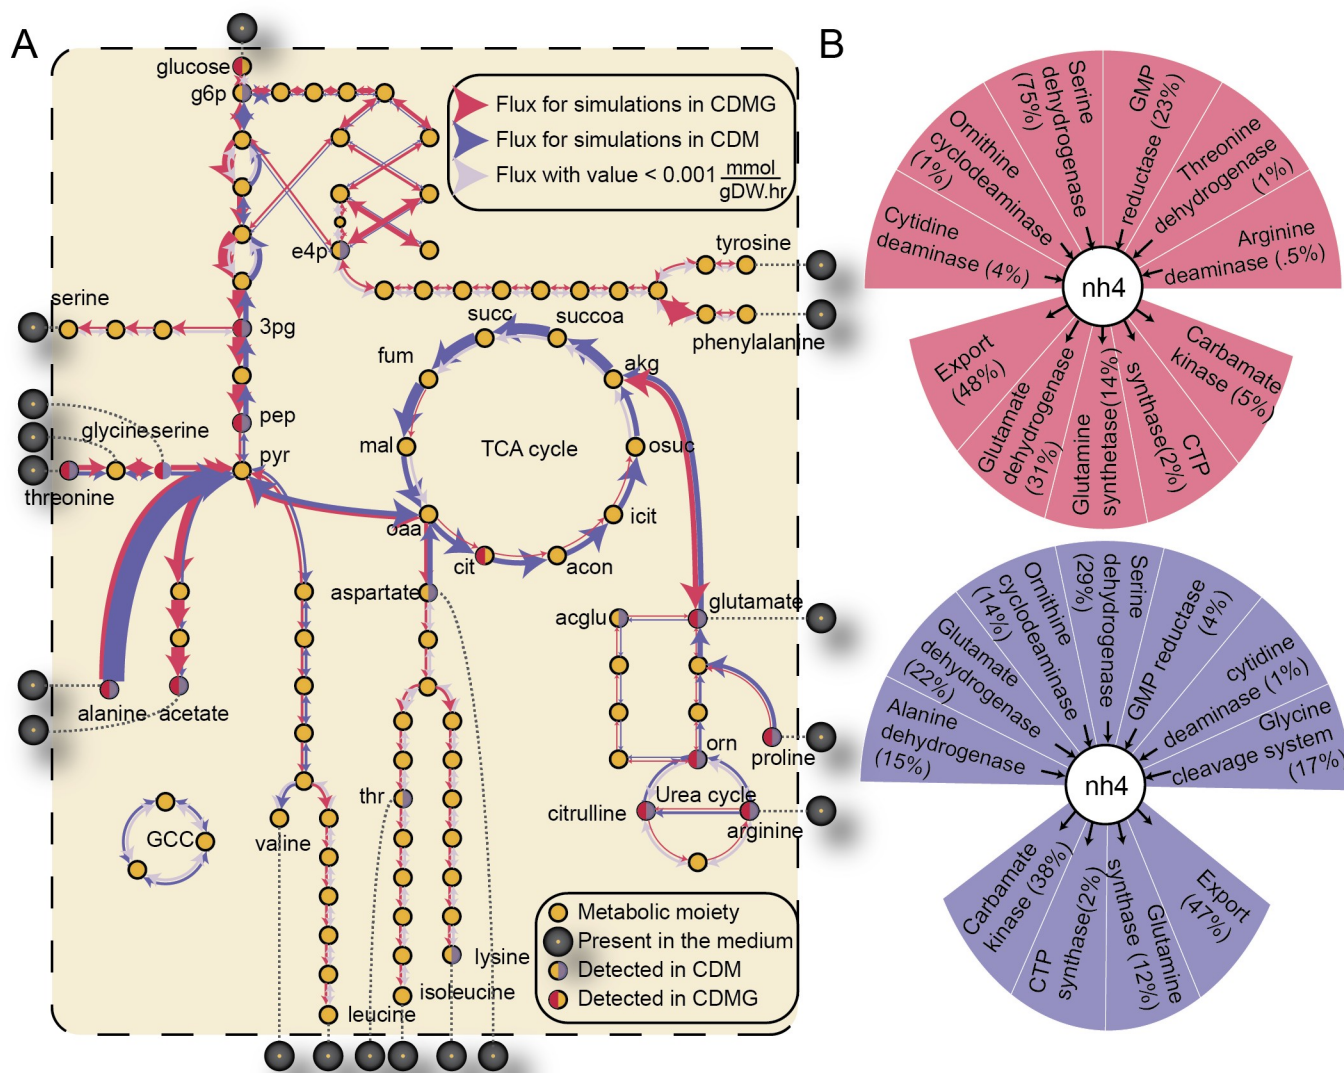 A
glucose
g6p
Flux for simulations in CDMG
Flux for simulations in CDM
Flux with value < 0.001 mmol
gDW.hr
e4p
tyrosine
phenylalanine
serine
3pg
pep
pyr
glycine
serine
threonine
succ
succoa
fum
akg
mal
TCA cycle
osuc
oaa
icit
cit
acon
aspartate
acglu
glutamate
alanine
acetate
orn
proline
Urea cycle
citrulline
arginine
thr
GCC
valine
lysine
isoleucine
leucine
Metabolic moiety
Present in the medium
Detected in CDM
Detected in CDMG
B
Cytidine
deaminase (4%)
Ornithine
cyclodeaminase
(1%)
Serine
dehydrogenase
(75%)
GMP
reductase (23%)
Threonine
dehydrogenase
(1%)
Arginine
deaminase (.5%)
nh4
Export
(48%)
Glutamate
dehydrogenase
(31%)
Glutamine
synthetase(14%)
CTP
synthase(2%)
Carbamate
kinase (5%)
Alanine
dehydrogenase
(15%)
Glutamate
dehydrogenase
(22%)
Ornithine
cyclodeaminase
(14%)
Serine
dehydrogenase
(29%)
GMP reductase
(4%)
cytidine
deaminase (1%)
Glycine
cleavage system
(17%)
nh4
Carbamate
kinase (38%)
CTP
synthase(2%)
Glutamine
synthase (12%)
Export
(47%)